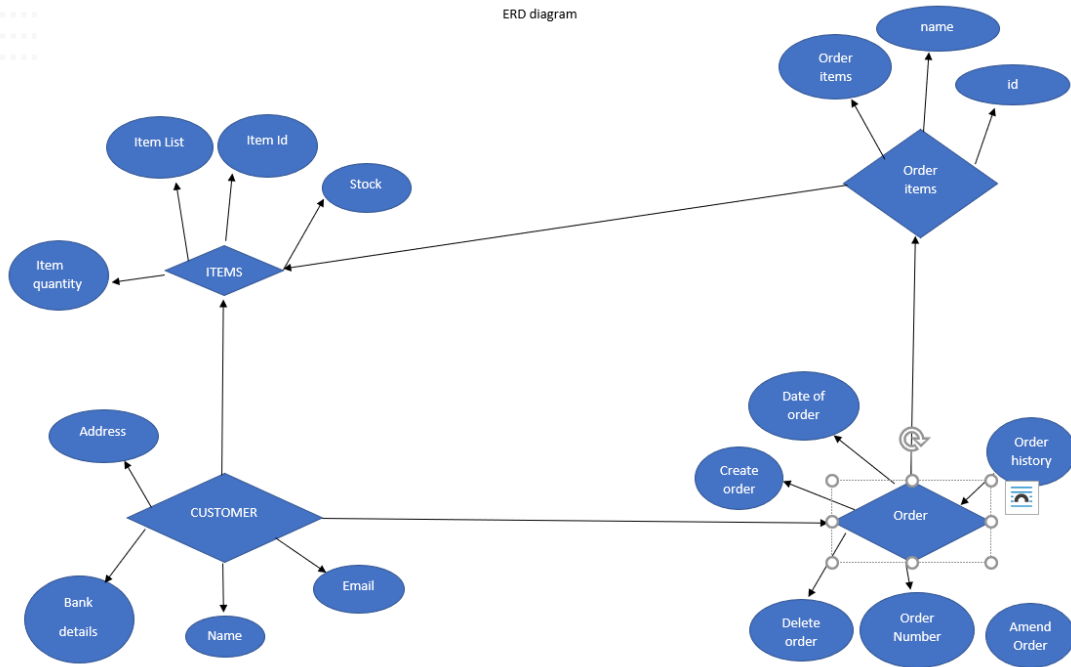 ERD diagram
name
Order
items
id
Item List
Item Id
Stock
Order
items
Item
quantity
ITEMS
Date of
order
Address
Order
history
Create
order
CUSTOMER
Order
Email
Bank
details
Name
Delete
order
Order
Number
Amend
Order